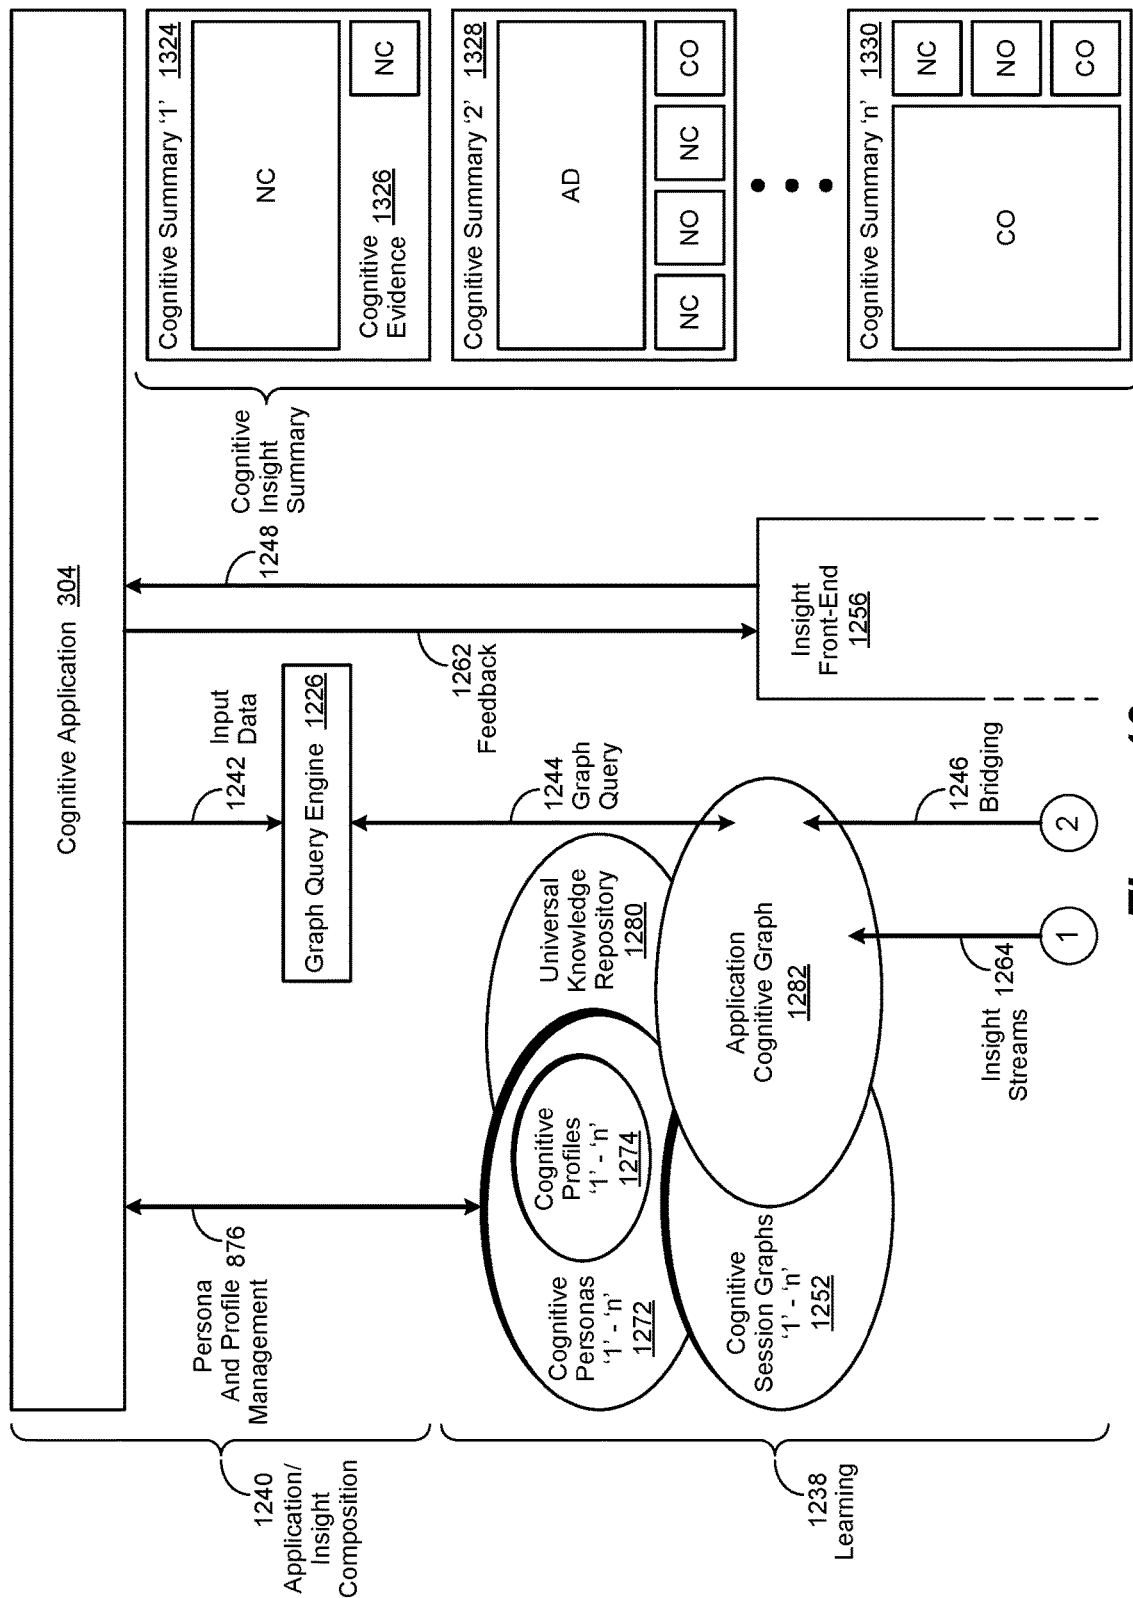 Cognitive Application 304
1240
Application/
Insight
Composition
Persona
And Profile 876
Management
1242 Input
Data
Graph Query Engine 1226
1262
Feedback
1248 Cognitive
Insight
Summary
1238
Learning
Cognitive
Personas
'1' - 'n'
1272
Cognitive
Profiles
'1' - 'n'
1274
Universal
Knowledge
Repository
1280
1244
Graph
Query
Cognitive
Session Graphs
'1' - 'n'
1252
Application
Cognitive Graph
1282
Insight 1264
Streams
1
1246
Bridging
2
Insight
Front-End
1256
Cognitive Summary '1' 1324
NC
Cognitive
Evidence 1326
NC
Cognitive Summary '2' 1328
AD
NC
NO
NC
CO
Cognitive Summary 'n' 1330
CO
NC
NO
CO